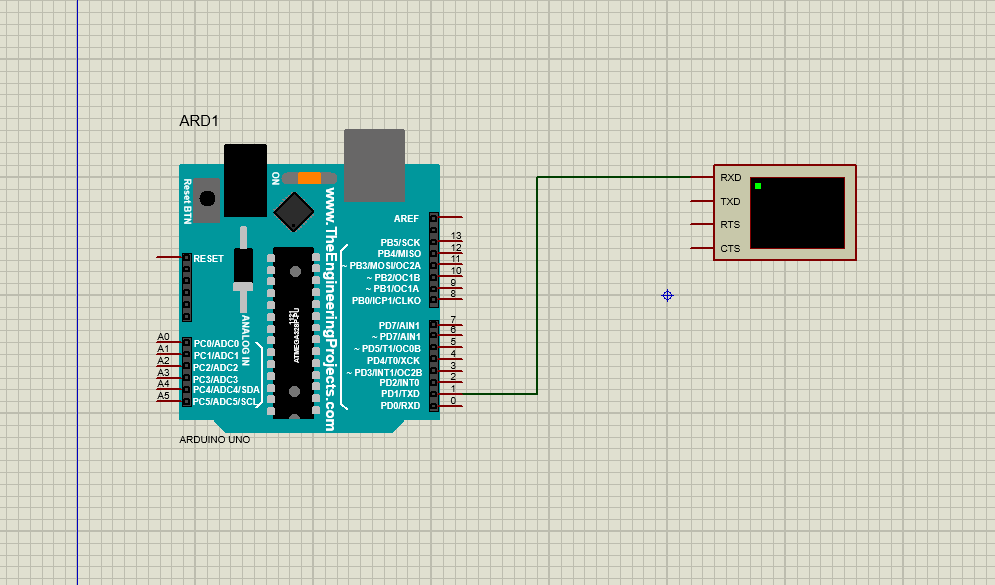 ARD1
Reset BTN
ON
www.TheEngineeringProjects.com
RESET
ANALOG IN
ATMEGA328P-PU
1121
A0
A1
A2
A3
A4
A5
PC0/ADC0
PC1/ADC1
PC2/ADC2
PC3/ADC3
PC4/ADC4/SDA
PC5/ADC5/SCL
AREF
PB5/SCK 13
PB4/MISO 12
~ PB3/MOSI/OC2A 11
~ PB2/OC1B 10
~ PB1/OC1A 9
PB0/ICP1/CLKO 8
PD7/AIN1 7
~ PD7/AIN1 6
~ PD5/T1/OC0B 5
PD4/T0/XCK 4
~ PD3/INT1/OC2B 3
PD2/INT0 2
PD1/TXD 1
PD0/RXD 0
ARDUINO UNO
RXD
TXD
RTS
CTS